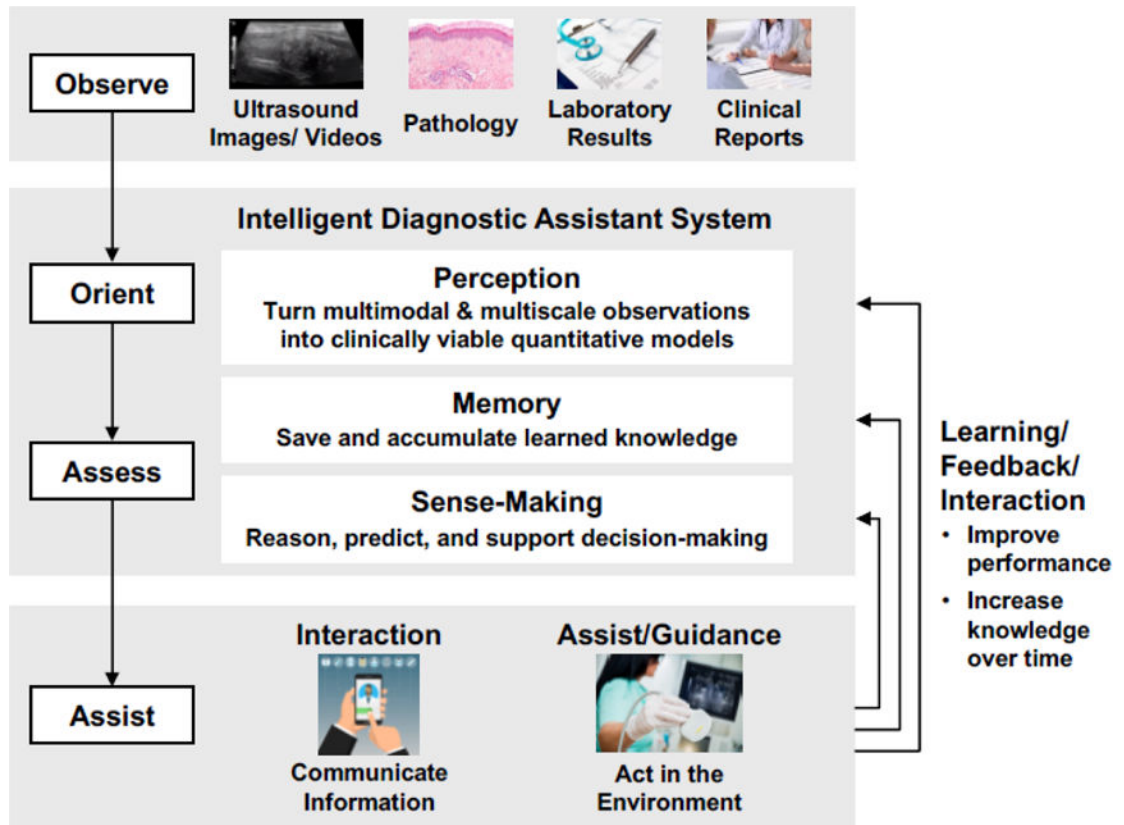 Observe
Ultrasound
Images/ Videos
Pathology
Laboratory
Results
Clinical
Reports
Intelligent Diagnostic Assistant System
Orient
Perception
Turn multimodal & multiscale observations
into clinically viable quantitative models
Memory
Save and accumulate learned knowledge
Assess
Sense-Making
Reason, predict, and support decision-making
Learning/
Feedback/
Interaction
• Improve
performance
• Increase
knowledge
over time
Assist
Interaction
Communicate
Information
Assist/Guidance
Act in the
Environment